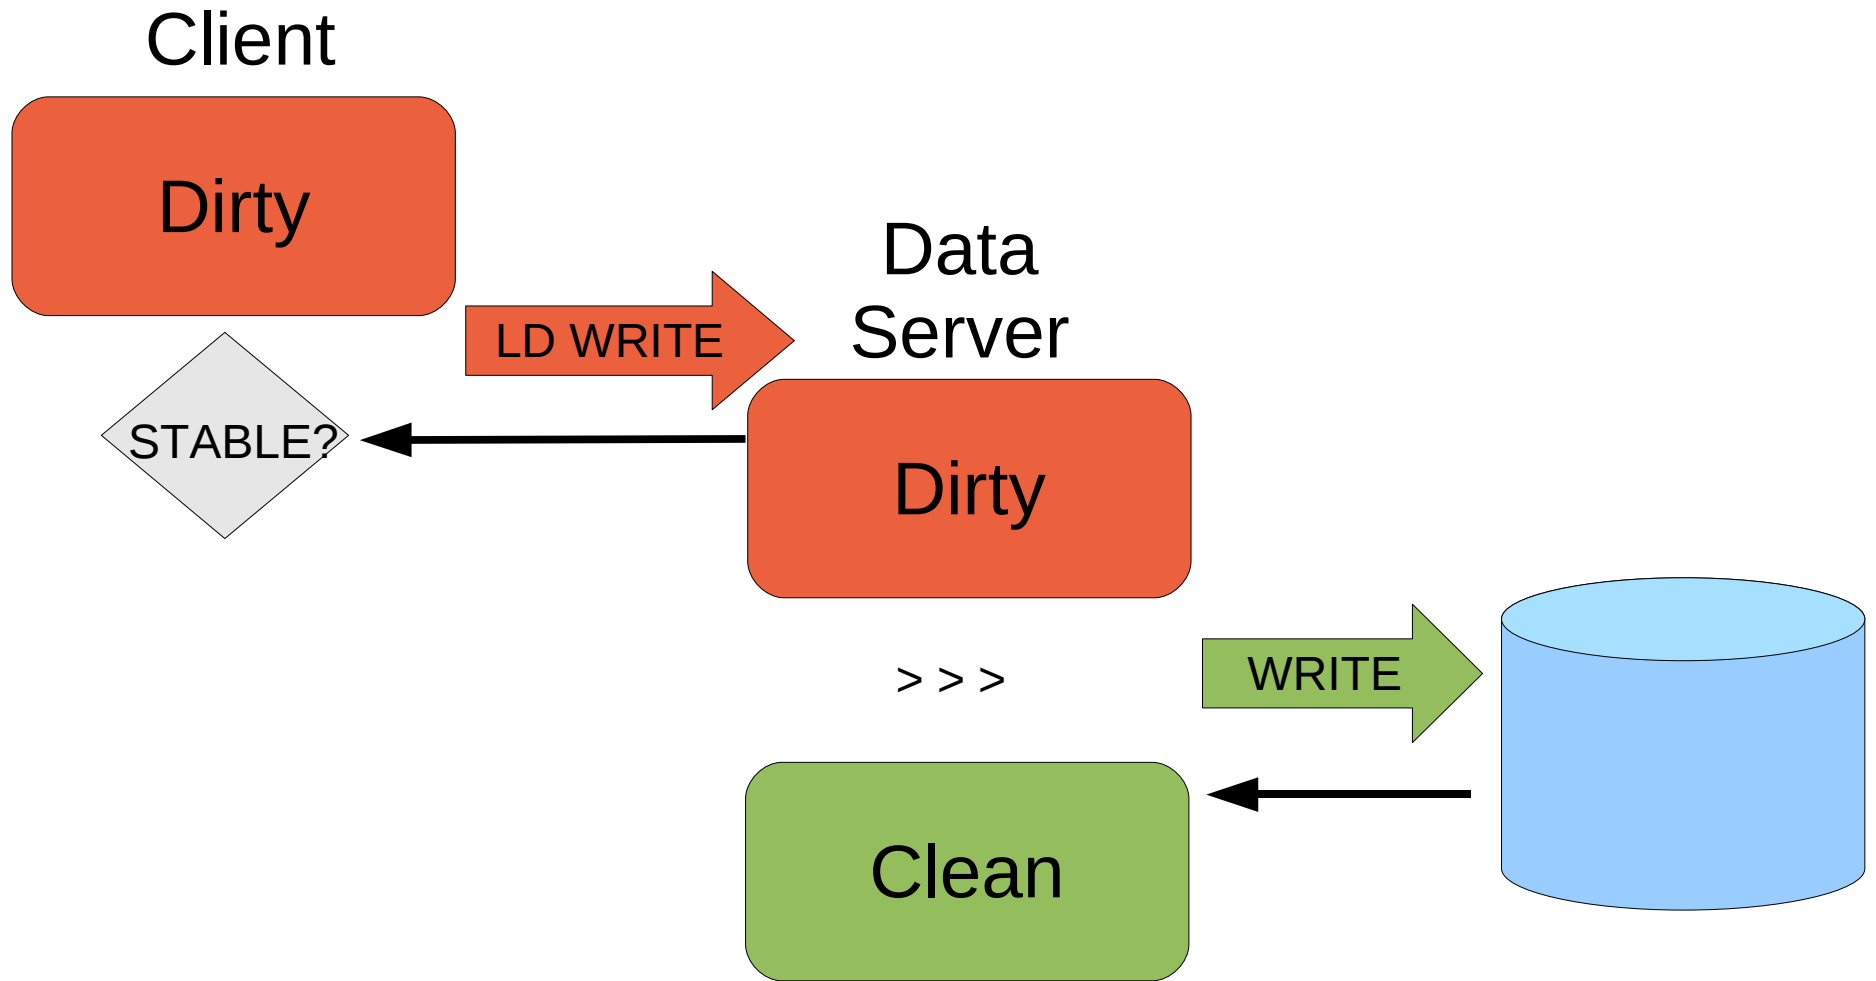 Client
Dirty
Data
Server
LD WRITE
STABLE?
Dirty
> > >
WRITE
Clean